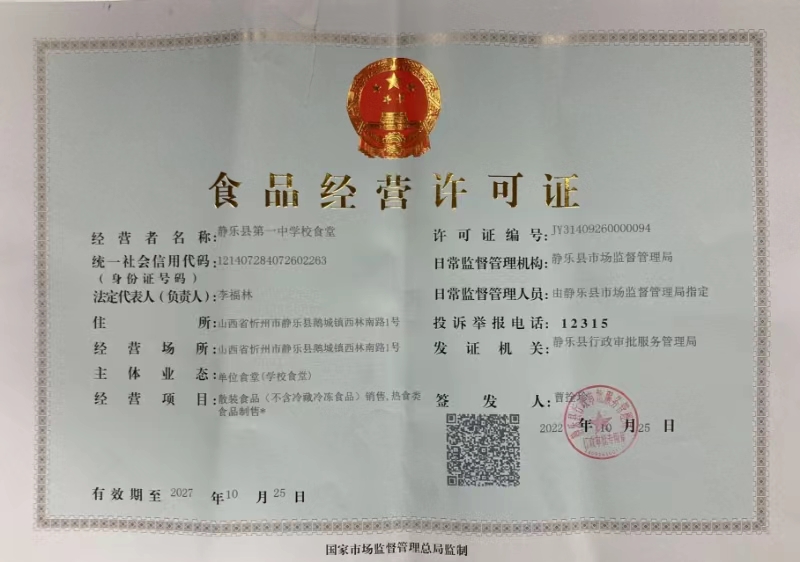 食品经营许可证
经营者名称:静乐县第一中学校食堂
统一社会信用代码:121407284072602263
(身份证号码)
法定代表人(负责人):李福林
住所:山西省忻州市静乐县鹅城镇西林南路1号
经营场所:山西省忻州市静乐县鹅城镇西林南路1号
主体业态:单位食堂(学校食堂)
经营项目:散装食品(不含冷藏冷冻食品)销售,热食类
食品制售*
有效期至 2027 年 10 月 25 日
许可证编号:JY31409260000094
日常监督管理机构:静乐县市场监督管理局
日常监督管理人员:由静乐县市场监督管理局指定
投诉举报电话:12315
发证机关:静乐县行政审批服务管理局
签发人:
2022 年 10 月 25 日
国家市场监督管理总局监制